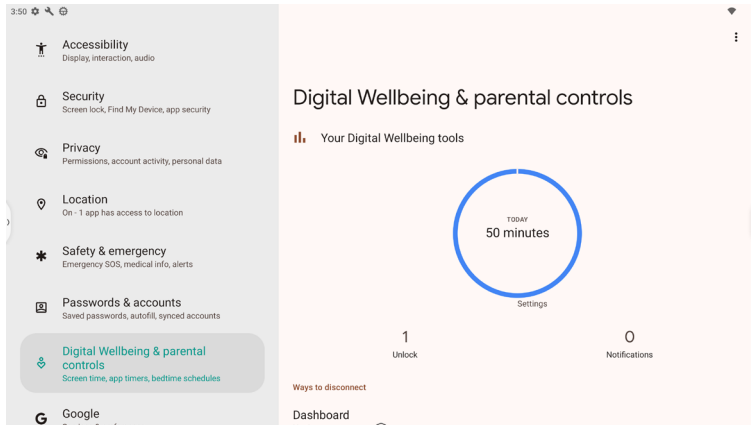 3:50
Accessibility
Display, interaction, audio
Security
Screen lock, Find My Device, app security
Privacy
Permissions, account activity, personal data
Location
On - 1 app has access to location
Safety & emergency
Emergency SOS, medical info, alerts
Passwords & accounts
Saved passwords, autofill, synced accounts
Digital Wellbeing & parental
controls
Screen time, app timers, bedtime schedules
Google
Digital Wellbeing & parental controls
Your Digital Wellbeing tools
TODAY
50 minutes
Settings
1
Unlock
0
Notifications
Ways to disconnect
Dashboard